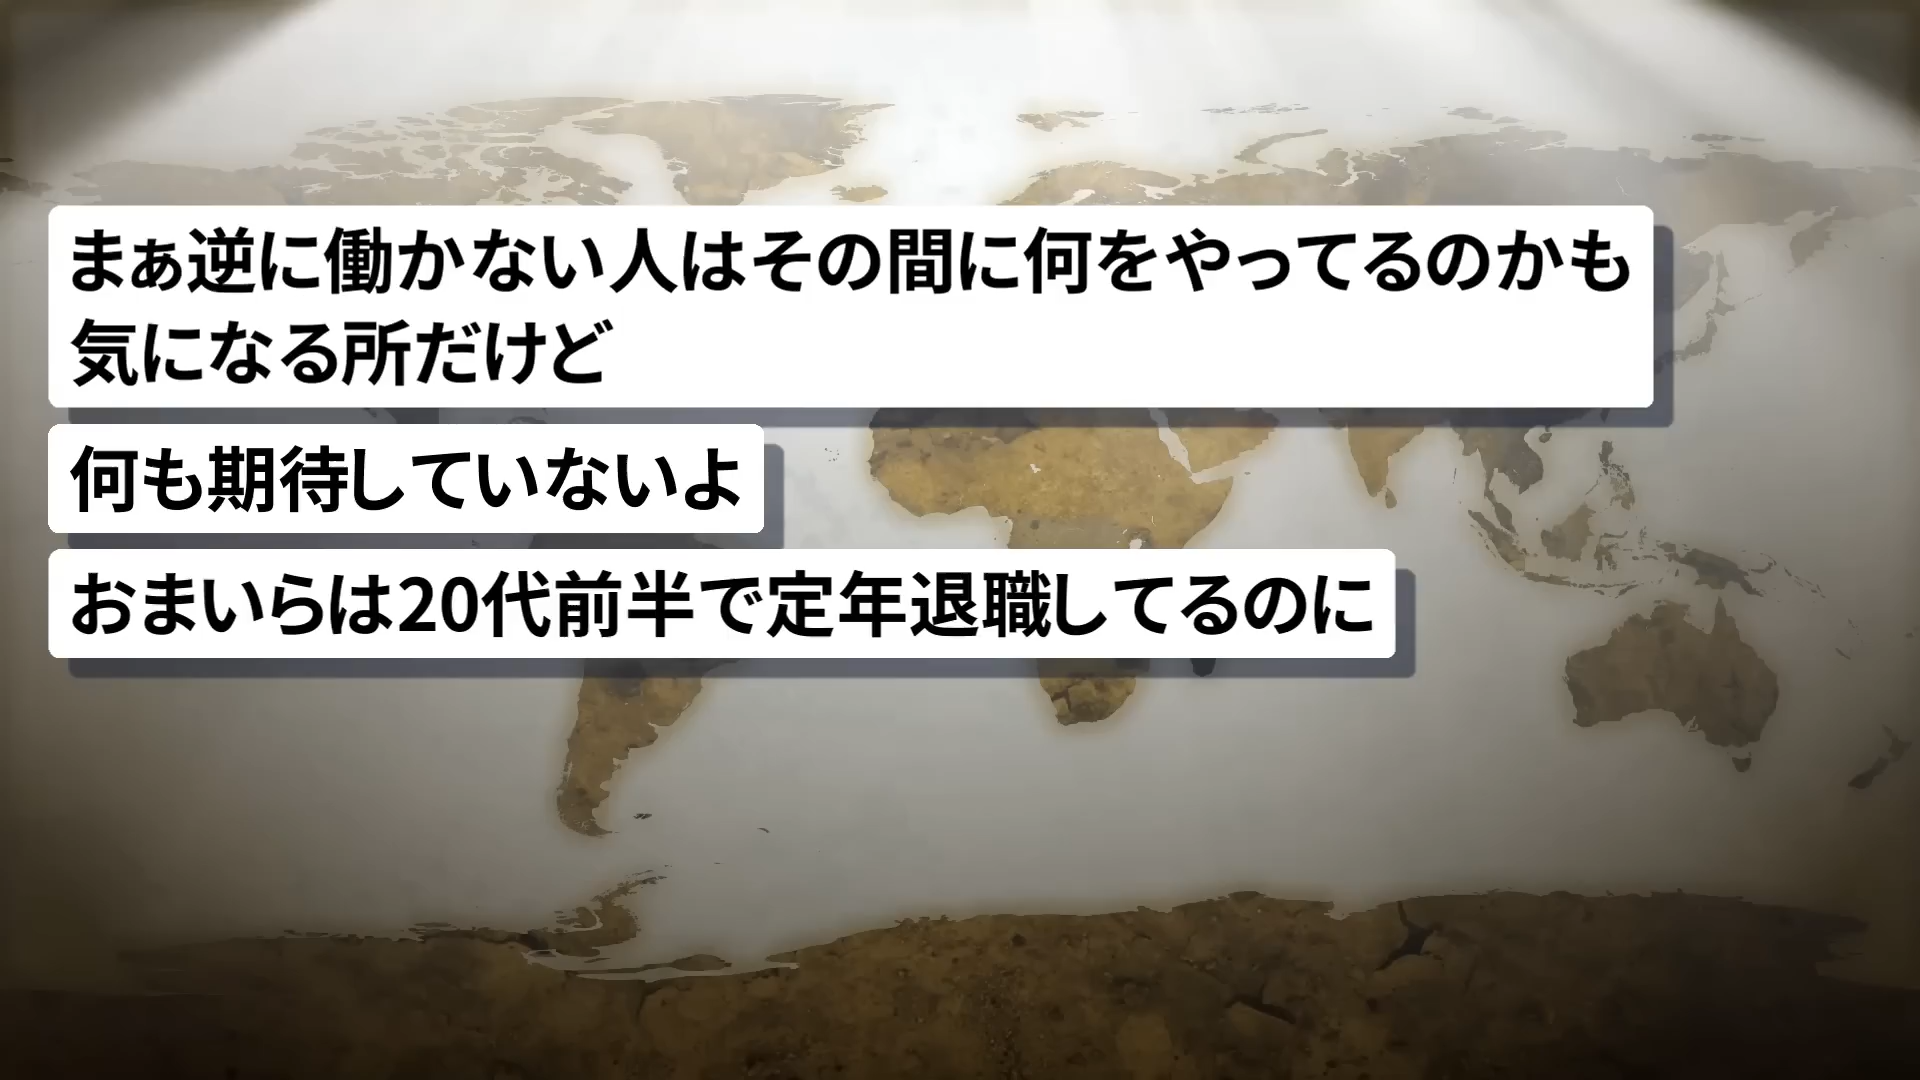 まぁ逆に働かない人はその間に何をやってるのかも
気になる所だけど
何も期待していないよ
おまいらは20代前半で定年退職してるのに